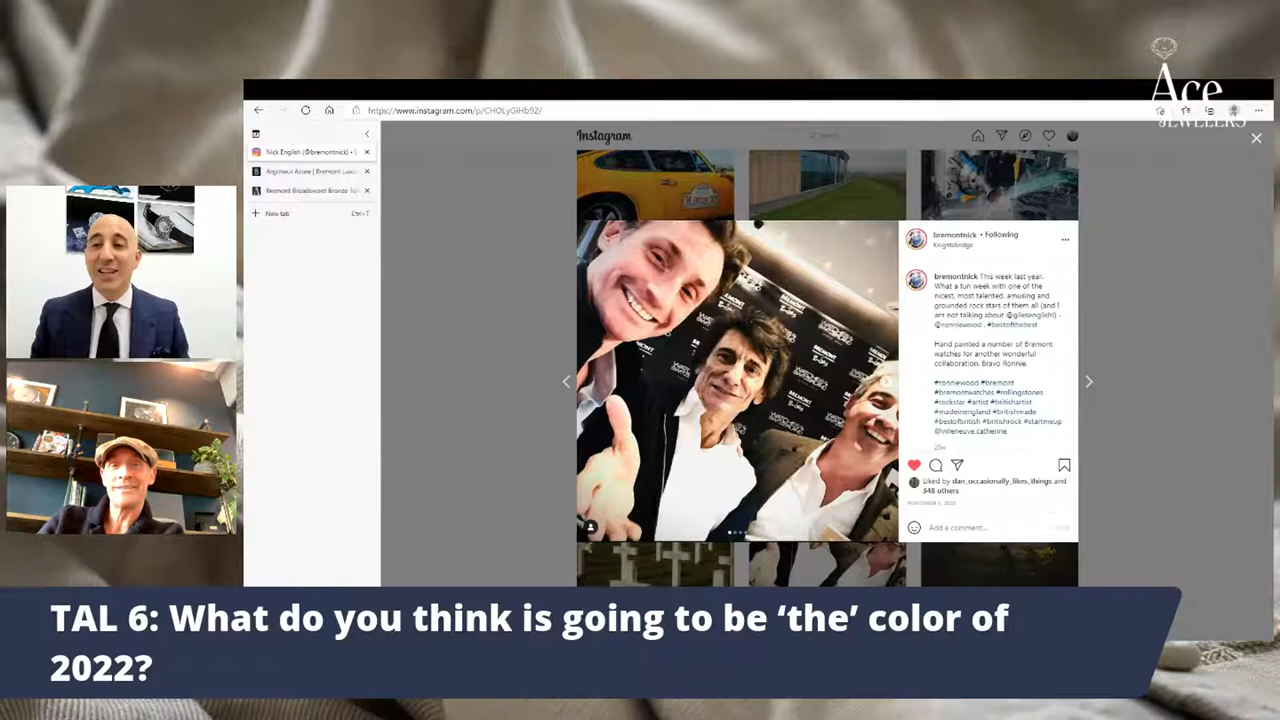 Ace
JEWELERS
https://www.instagram.com/p/CHOLyGiHb92/
Nick English (@bremontnick) •
Argonaut Azure | Bremont
Bremont Broadsword Bronze
New tab
Ctrl+T
Instagram
Search
bremontnick • Following
Knightsbridge
bremontnick This week last year.
What a fun week with one of the
nicest, most talented, amusing and
grounded rock stars of them all (and I
am not talking about @gilesenglish!) -
@ronniewood . #bestofthebest
Hand painted a number of Bremont
watches for another wonderful
collaboration. Bravo Ronnie.
#ronniewood #bremont
#bremontwatches #rollingstones
#rockstar #artist #britishartist
#madeinengland #britishmade
#bestofbritish #britishrock #startmeup
@villeneuve.catherine
Liked by dan_occasionally_likes_things and
348 others
Add a comment...
BREMONT
TAL 6: What do you think is going to be ‘the’ color of
2022?